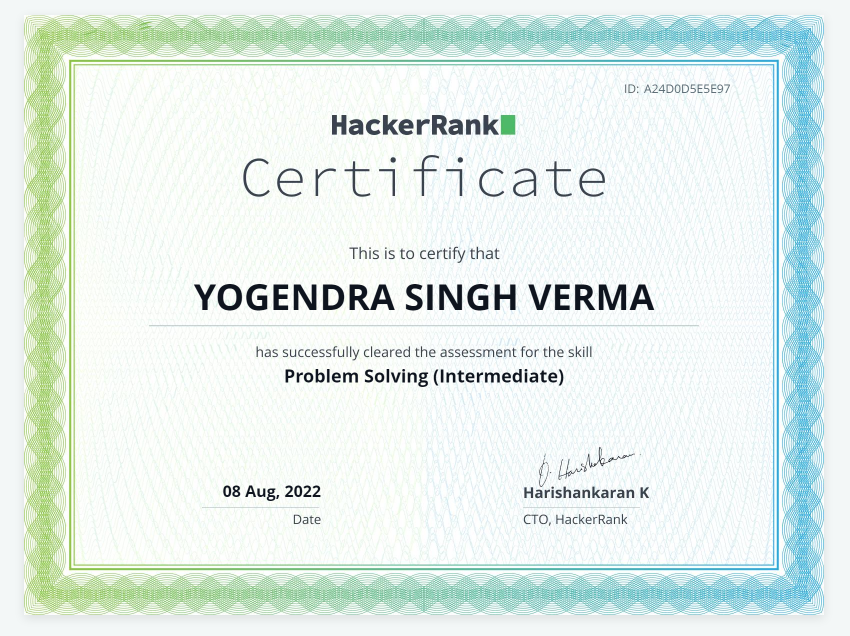 ID: A24D0D5E5E97
HackerRank
Certificate
This is to certify that
YOGENDRA SINGH VERMA
has successfully cleared the assessment for the skill
Problem Solving (Intermediate)
D. Harishankaran
08 Aug, 2022
Harishankaran K
Date
CTO, HackerRank